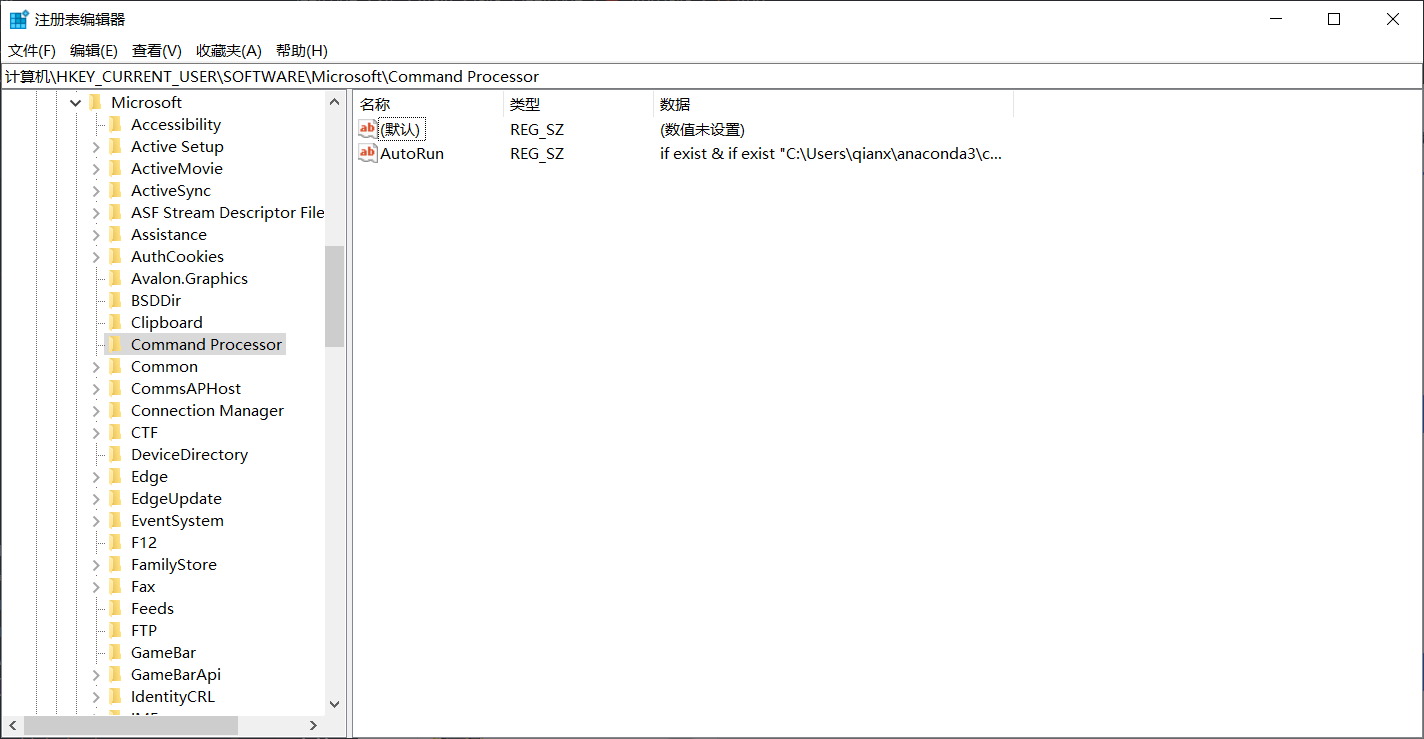 注册表编辑器
文件(F) 编辑(E) 查看(V) 收藏夹(A) 帮助(H)
计算机\HKEY_CURRENT_USER\SOFTWARE\Microsoft\Command Processor
Microsoft
Accessibility
Active Setup
ActiveMovie
ActiveSync
ASF Stream Descriptor File
Assistance
AuthCookies
Avalon.Graphics
BSDDir
Clipboard
Command Processor
Common
CommsAPHost
Connection Manager
CTF
DeviceDirectory
Edge
EdgeUpdate
EventSystem
F12
FamilyStore
Fax
Feeds
FTP
GameBar
GameBarApi
IdentityCRL
名称 类型 数据
(默认) REG_SZ (数值未设置)
AutoRun REG_SZ if exist & if exist "C:\Users\qianx\anaconda3\c...